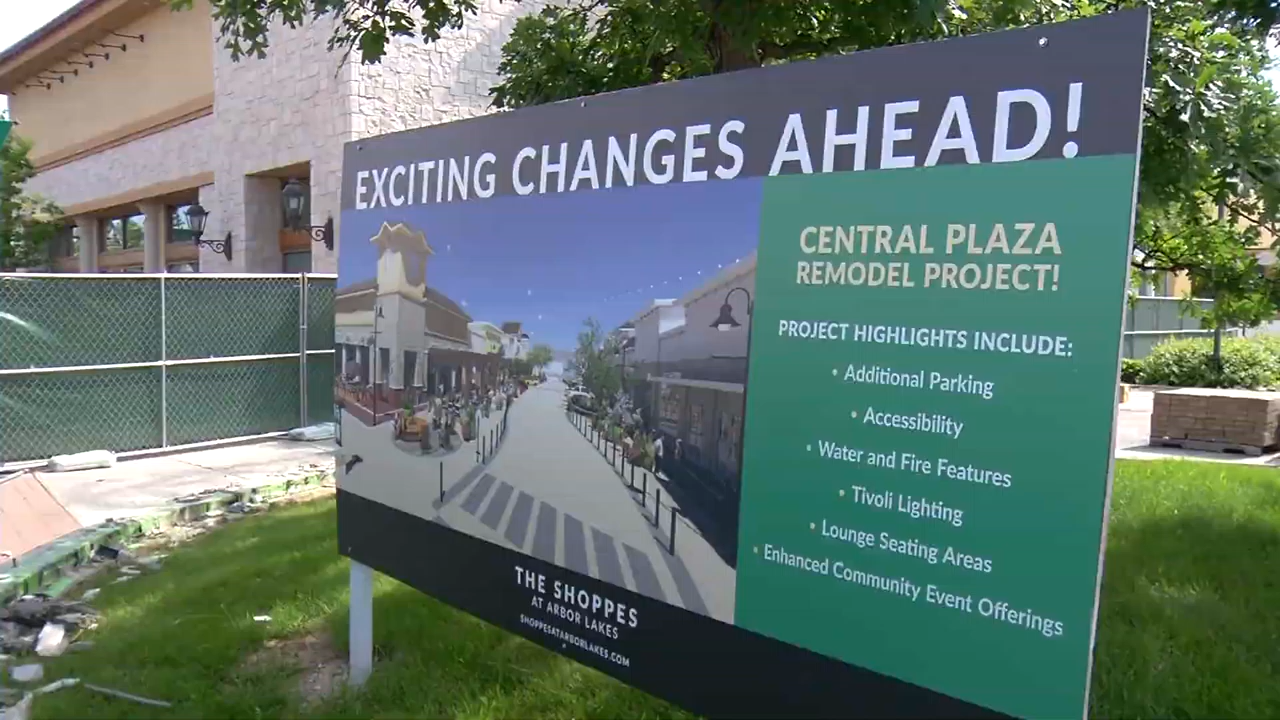 EXCITING CHANGES AHEAD!
CENTRAL PLAZA
REMODEL PROJECT!
PROJECT HIGHLIGHTS INCLUDE:
• Additional Parking
• Accessibility
• Water and Fire Features
• Tivoli Lighting
• Lounge Seating Areas
• Enhanced Community Event Offerings
THE SHOPPES
AT ARBOR LAKES
SHOPPESATARBORLAKES.COM